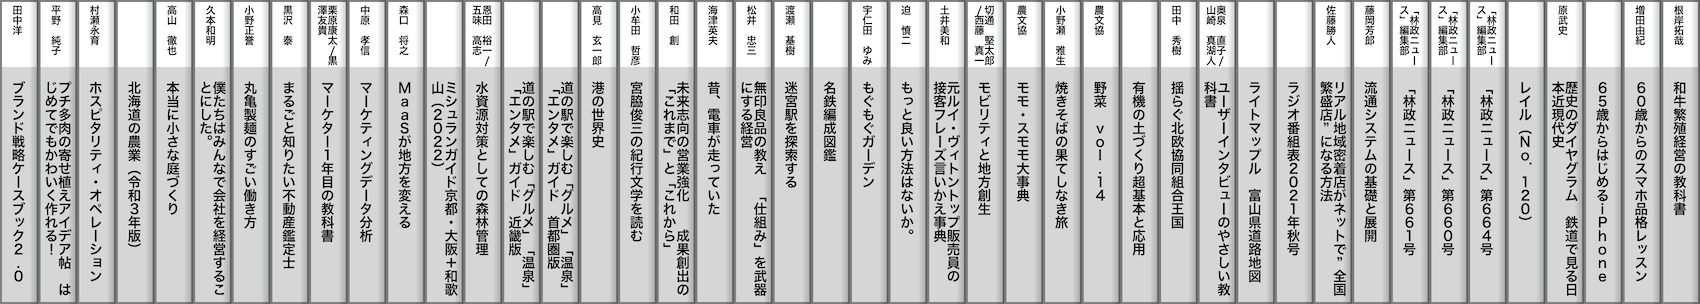 根岸拓哉
和牛繁殖経営の教科書
増田由紀
６０歳からのスマホ品格レッスン
６５歳からはじめるｉＰｈｏｎｅ
原武史
歴史のダイヤグラム　鉄道で見る日
本近現代史
レイル（Ｎｏ．１２０）
「林政ニュー
ス」編集部
「林政ニュース」第６６４号
「林政ニュー
ス」編集部
「林政ニュース」第６６０号
「林政ニュー
ス」編集部
「林政ニュース」第６６１号
藤岡芳郎
流通システムの基礎と展開
佐藤勝人
リアル地域密着店がネットで”全国
繁盛店”になる方法
ラジオ番組表２０２１年秋号
ライトマップル　富山県道路地図
奥泉　直子/
山崎　真湖人
ユーザーインタビューのやさしい教
科書
田中　秀樹
揺らぐ北欧協同組合王国
有機の土づくり超基本と応用
農文協
野菜　ｖｏｌ．１４
小野瀬　雅生
焼きそばの果てしなき旅
農文協
モモ・スモモ大事典
切通　堅太郎
/西藤　真一
モビリティと地方創生
土井美和
元ルイ・ヴィトントップ販売員の
接客フレーズ言いかえ事典
迫　慎二
もっと良い方法はないか。
宇仁田　ゆみ
もぐもぐガーデン
名鉄編成図鑑
渡瀬　基樹
迷宮駅を探索する
松井　忠三
無印良品の教え　「仕組み」を武器
にする経営
海津英夫
昔、電車が走っていた
和田　創
未来志向の営業強化　成果創出の
「これまで」と「これから」
小牟田　哲彦
宮脇俊三の紀行文学を読む
高見　玄一郎
港の世界史
道の駅で楽しむ「グルメ」「温泉」
「エンタメ」ガイド　首都圏版
道の駅で楽しむ「グルメ」「温泉」
「エンタメ」ガイド　近畿版
恩田　裕一/
五味　高志
水資源対策としての森林管理
ミシュランガイド京都・大阪＋和歌
山（２０２２）
森口　将之
ＭａａＳが地方を変える
中原　孝信
マーケティングデータ分析
栗原康太/黒
澤友貴
マーケター１年目の教科書
黒沢　泰
まるごと知りたい不動産鑑定士
小野正誉
丸亀製麺のすごい働き方
久本和明
僕たちはみんなで会社を経営するこ
とにした。
高山　徹也
本当に小さな庭づくり
北海道の農業（令和３年版）
村瀬永育
ホスピタリティ・オペレーション
平野　純子
プチ多肉の寄せ植えアイデア帖　は
じめてでもかわいく作れる！
田中洋
ブランド戦略ケースブック２．０